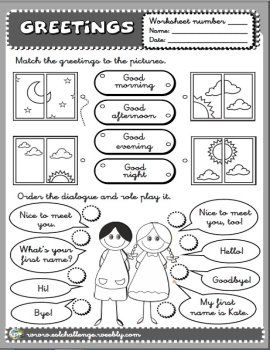 GREETINGS
Worksheet number
Name:
Date:
Match the greetings to the pictures.
Good
morning
Good
afternoon
Good
evening
Good
night
Order the dialogue and role play it.
Nice to meet
you.
Nice to meet
you, too!
What's your
first name?
Hello!
Hi!
Goodbye!
Bye!
My first
name is Kate.
www.eslchallenge.weebly.com